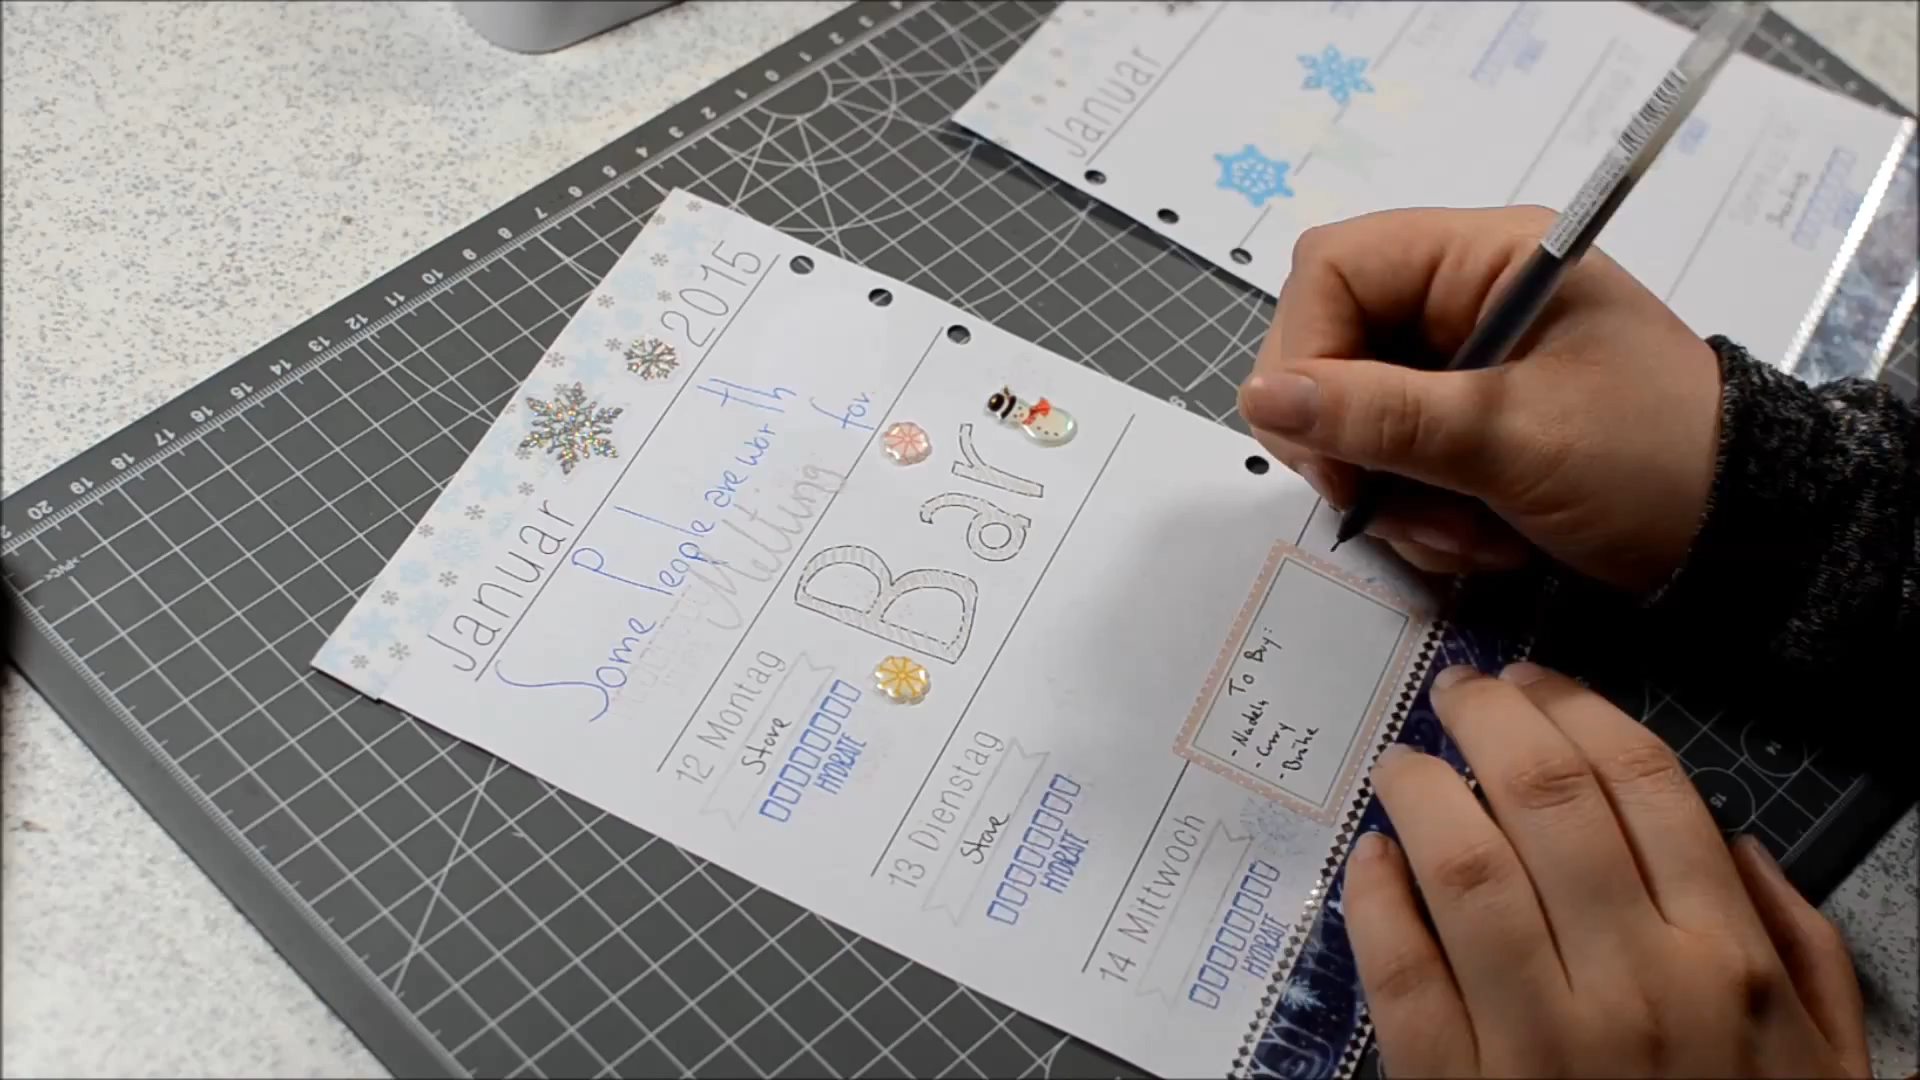 Januar 2015
Some People are worth
Melting for.
12 Montag
Stove
HYDRATE
Bar
13 Dienstag
Stove
HYDRATE
14 Mittwoch
HYDRATE
To Buy:
- Nudeln
- Curry
- Brühe
Januar